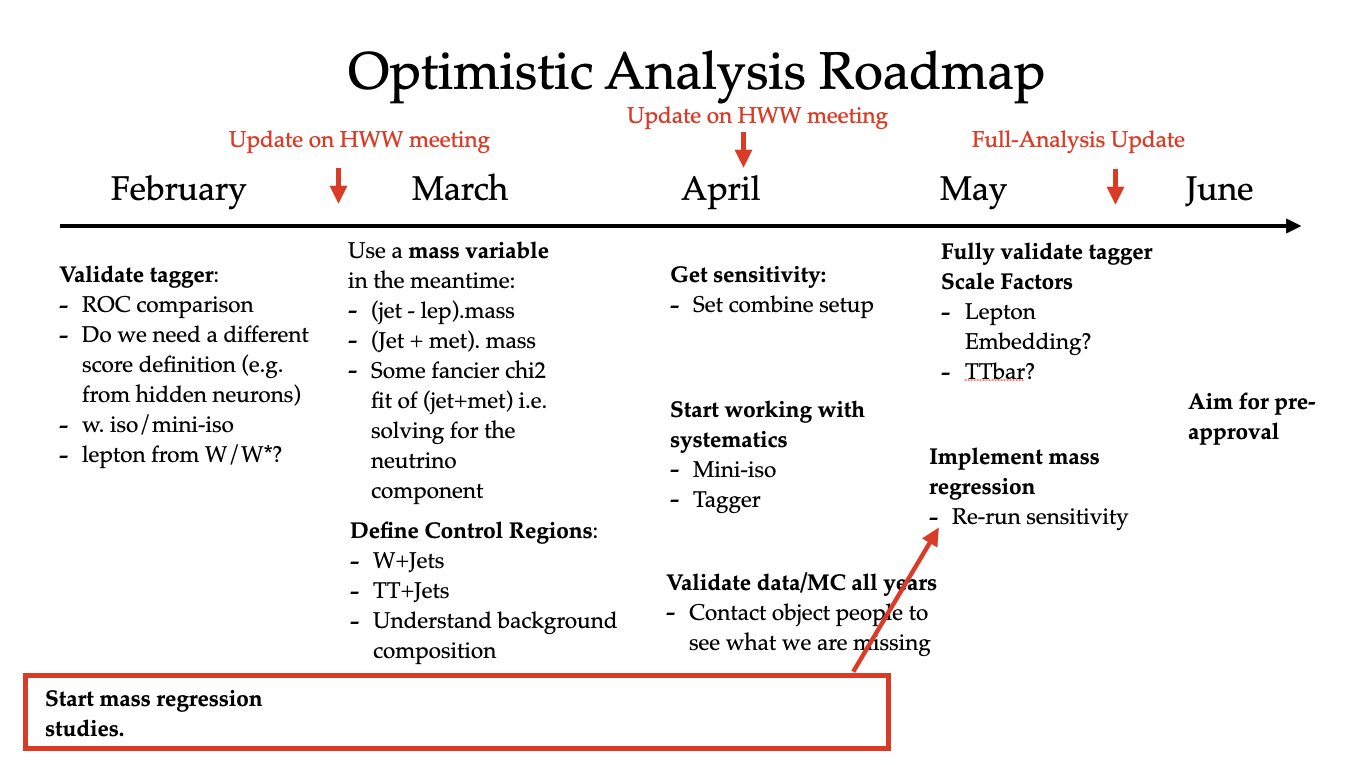 Optimistic Analysis Roadmap
Update on HWW meeting
Update on HWW meeting
Full-Analysis Update
February
March
April
May
June
Validate tagger:
- ROC comparison
- Do we need a different
score definition (e.g.
from hidden neurons)
- w. iso/mini-iso
- lepton from W/W*?
Use a mass variable
in the meantime:
- (jet - lep).mass
- (Jet + met). mass
- Some fancier chi2
fit of (jet+met) i.e.
solving for the
neutrino
component
Define Control Regions:
- W+Jets
- TT+Jets
- Understand background
composition
Get sensitivity:
- Set combine setup
Start working with
systematics
- Mini-iso
- Tagger
Validate data/MC all years
- Contact object people to
see what we are missing
Fully validate tagger
Scale Factors
- Lepton
Embedding?
- TTbar?
Implement mass
regression
- Re-run sensitivity
Aim for pre-
approval
Start mass regression
studies.